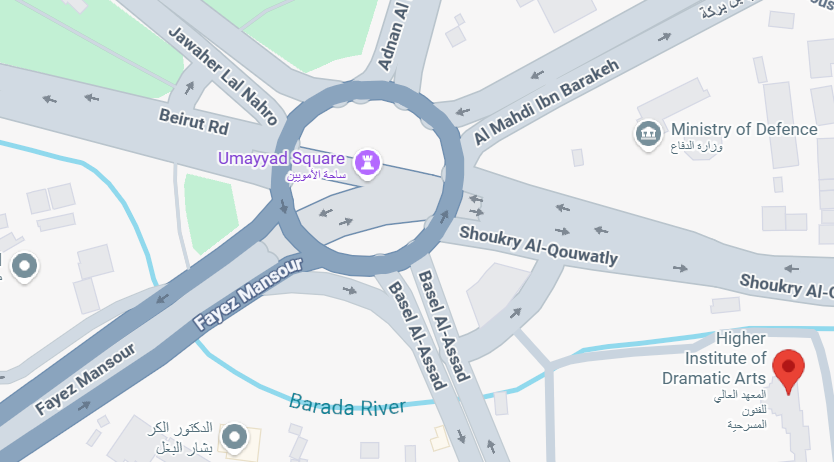 Adnan Al
ن بركة
Jawaher Lal Nahro
Beirut Rd
Al Mahdi Ibn Barakeh
Ministry of Defence
وزارة الدفاع
Umayyad Square
ساحة الأمويين
Shoukry Al-Qouwatly
Shoukry Al-Q
Fayez Mansour
Fayez Mansour
Basel Al-Assad
Basel Al-Assad
Higher
Institute of
Dramatic Arts
المعهد العالي
للفنون
المسرحية
Barada River
الدكتور الكر
بشار البغل